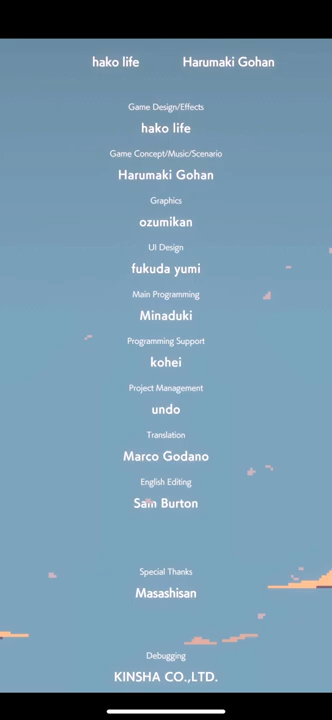 hako life Harumaki Gohan
Game Design/Effects
hako life
Game Concept/Music/Scenario
Harumaki Gohan
Graphics
ozumikan
UI Design
fukuda yumi
Main Programming
Minaduki
Programming Support
kohei
Project Management
undo
Translation
Marco Godano
English Editing
Sam Burton
Special Thanks
Masashisan
Debugging
KINSHA CO.,LTD.